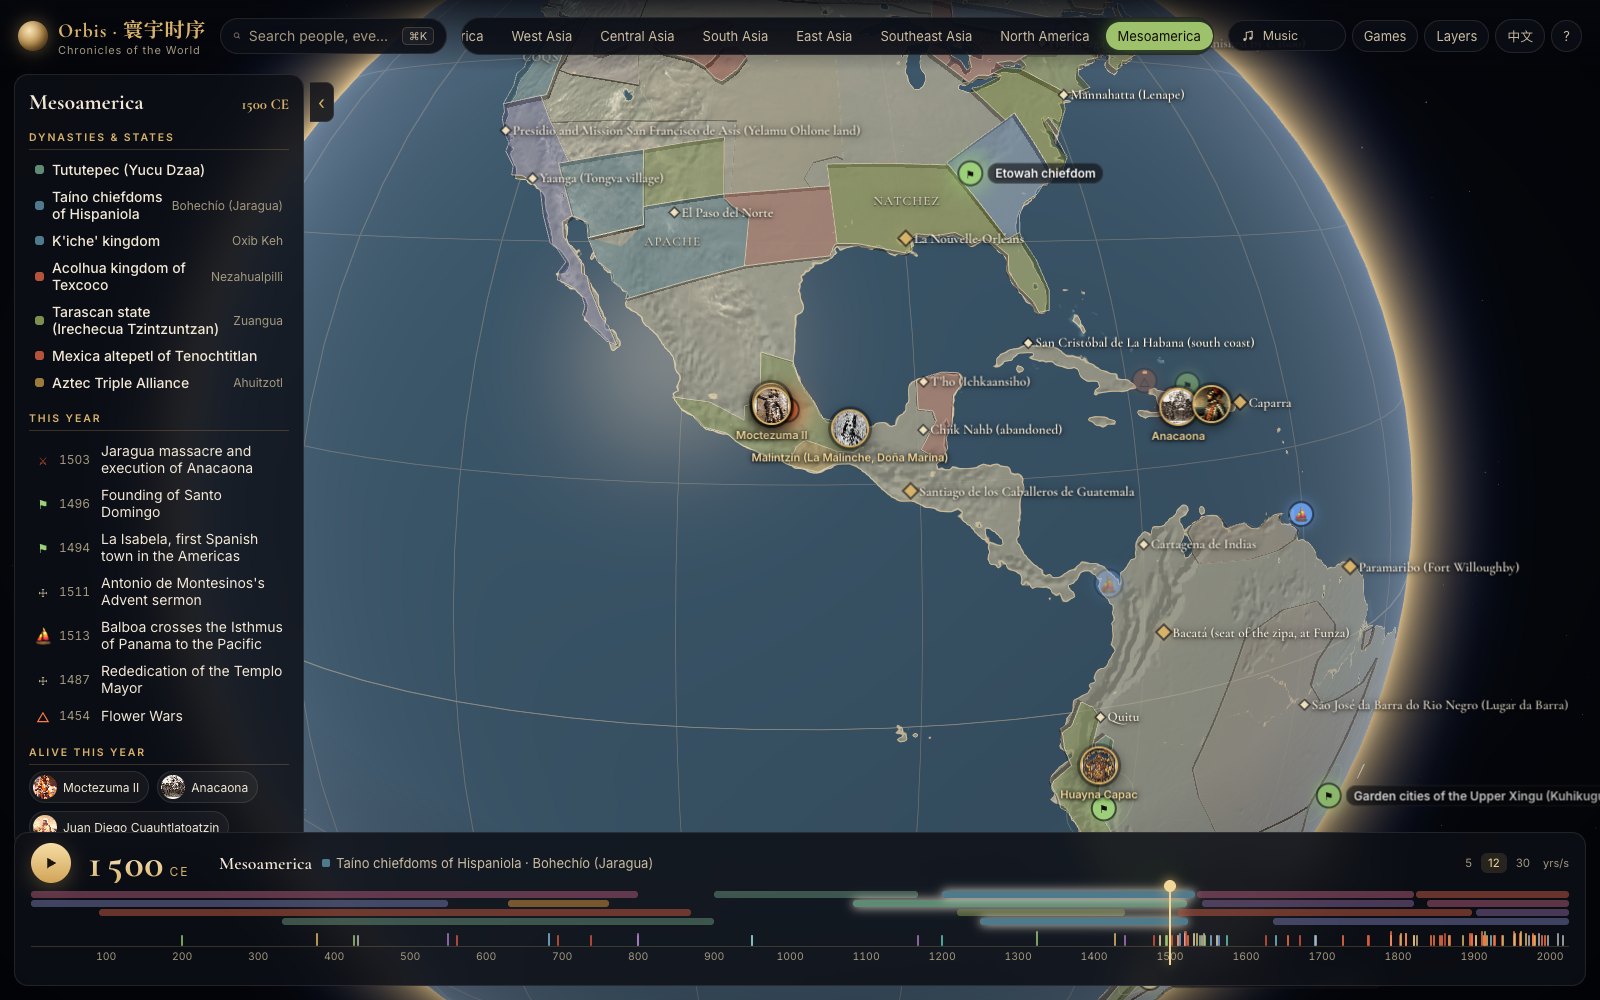 Orbis · 寰宇时序
Chronicles of the World
Search people, eve...
⌘K
rica
West Asia
Central Asia
South Asia
East Asia
Southeast Asia
North America
Mesoamerica
Music
Games
Layers
中文
?
Mesoamerica
1500 CE
DYNASTIES & STATES
Tututepec (Yucu Dzaa)
Taíno chiefdoms
of Hispaniola
Bohechío (Jaragua)
K'iche' kingdom
Oxib Keh
Acolhua kingdom of
Texcoco
Nezahualpilli
Tarascan state
(Irechecua Tzintzuntzan)
Zuangua
Mexica altepetl of Tenochtitlan
Aztec Triple Alliance
Ahuitzotl
THIS YEAR
1503
Jaragua massacre and
execution of Anacaona
1496
Founding of Santo
Domingo
1494
La Isabela, first Spanish
town in the Americas
1511
Antonio de Montesinos's
Advent sermon
1513
Balboa crosses the Isthmus
of Panama to the Pacific
1487
Rededication of the Templo
Mayor
1454
Flower Wars
ALIVE THIS YEAR
Moctezuma II
Anacaona
Juan Diego Cuauhtlatoatzin
Mannahatta (Lenape)
Presidio and Mission San Francisco de Asís (Yelamu Ohlone land)
Etowah chiefdom
Yaanga (Tongva village)
NATCHEZ
El Paso del Norte
APACHE
La Nouvelle-Orléans
San Cristóbal de La Habana (south coast)
T'ho (Ichkaansiho)
Caparra
Chiik Nahb (abandoned)
Moctezuma II
Anacaona
Malintzin (La Malinche, Doña Marina)
Santiago de los Caballeros de Guatemala
Cartagena de Indias
Paramaribo (Fort Willoughby)
Bacatá (seat of the zipa, at Funza)
São José da Barra do Rio Negro (Lugar da Barra)
Quitu
Huayna Capac
Garden cities of the Upper Xingu (Kuhikugu
1500 CE
Mesoamerica
Taíno chiefdoms of Hispaniola · Bohechío (Jaragua)
5
12
30
yrs/s
100
200
300
400
500
600
700
800
900
1000
1100
1200
1300
1400
1500
1600
1700
1800
1900
2000